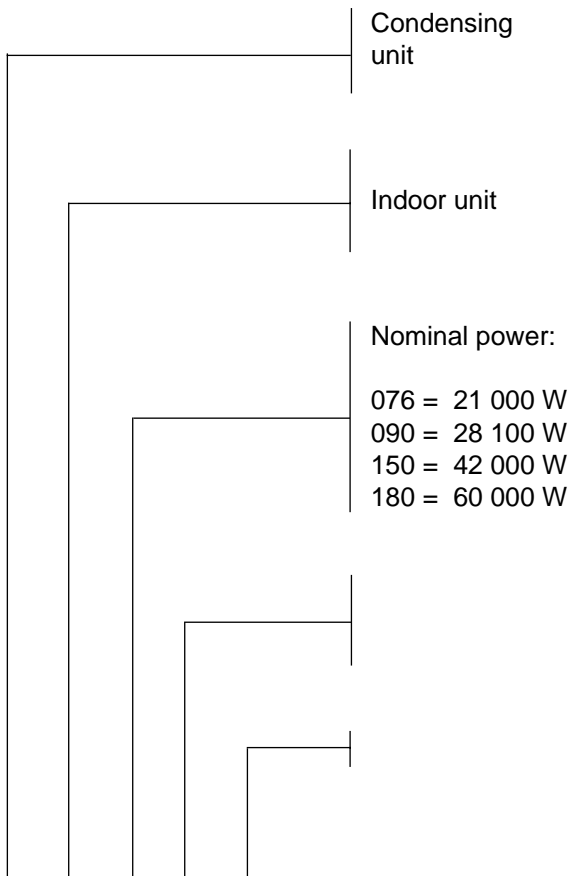 Condensing
unit
Indoor unit
Nominal power:
076 = 21 000 W
090 = 28 100 W
150 = 42 000 W
180 = 60 000 W